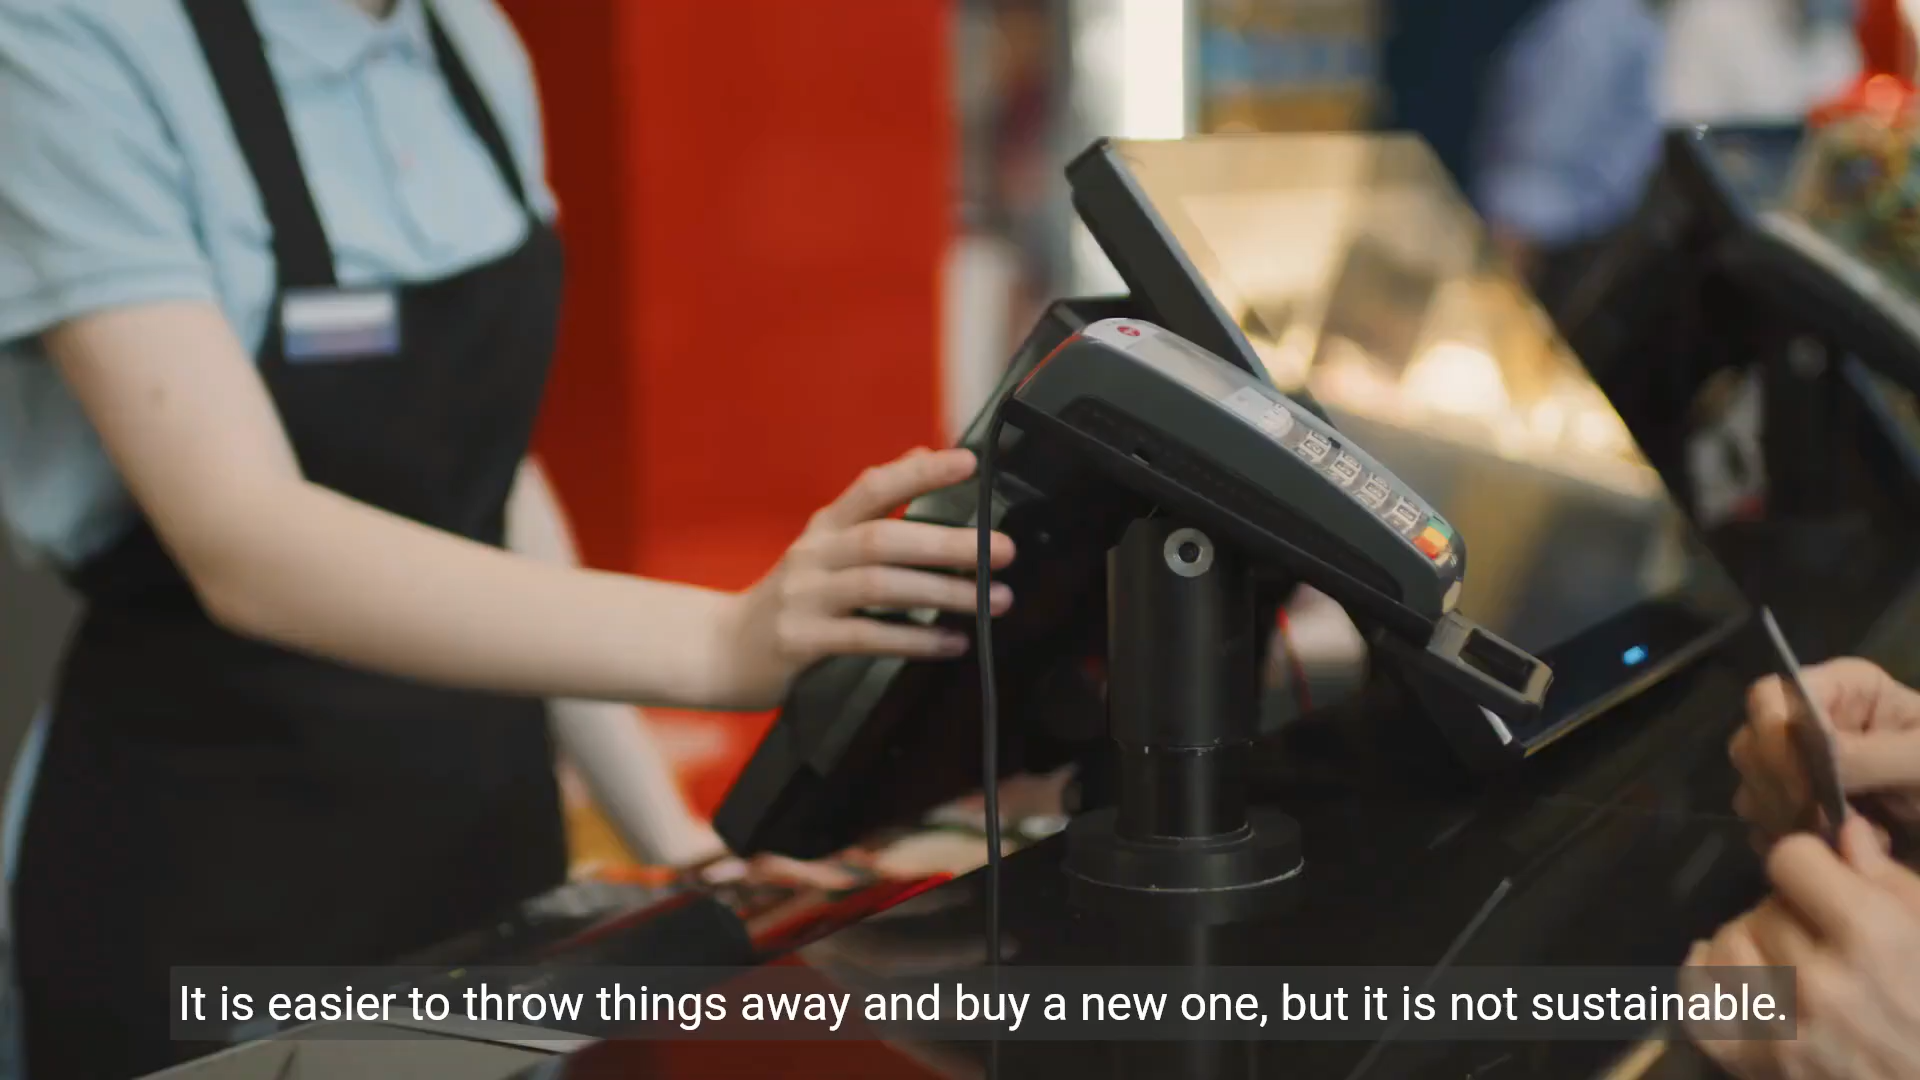 It is easier to throw things away and buy a new one, but it is not sustainable.